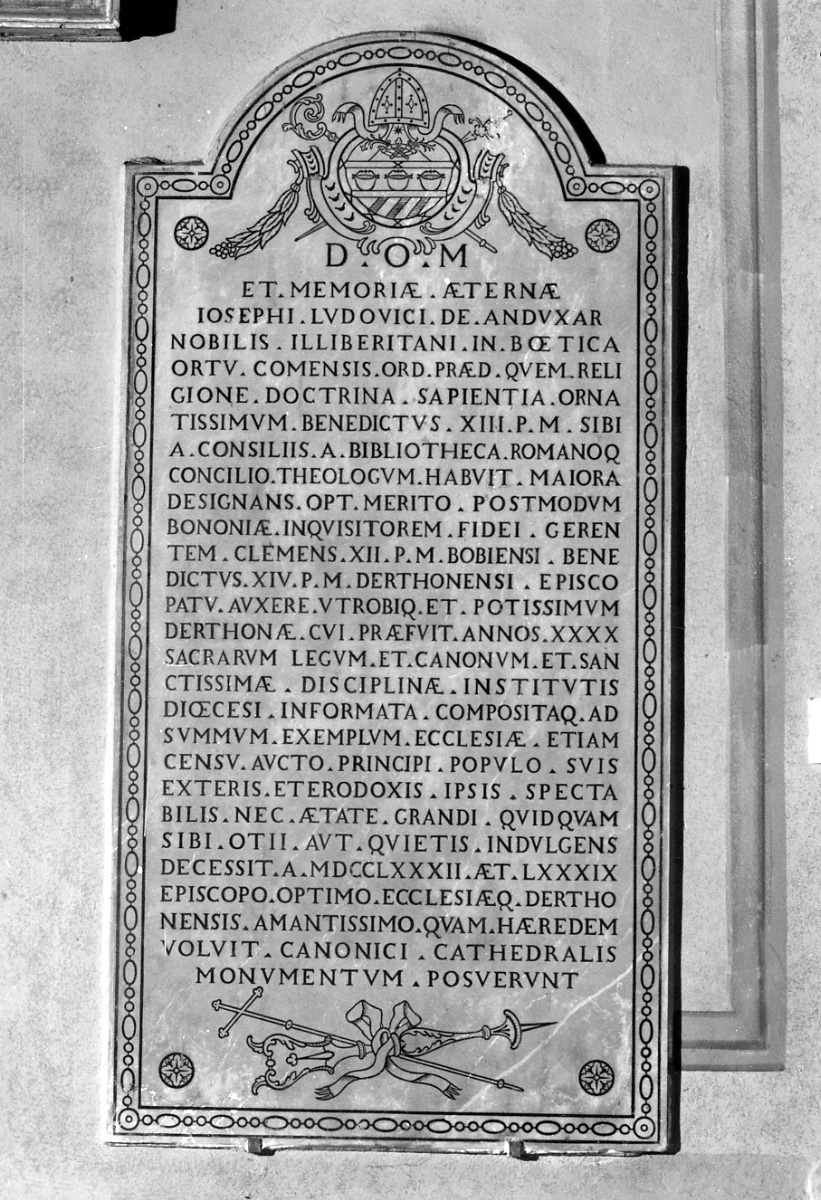 D.O.M
ET.MEMORIÆ.ÆTERNÆ
IOSEPHI.LVDOVICI.DE.ANDVXAR
NOBILIS.ILLIBERITANI.IN.BŒTICA
ORTV.COMENSIS.ORD.PRÆD.QVEM.RELI
GIONE.DOCTRINA.SAPIENTIA.ORNA
TISSIMVM.BENEDICTVS.XIII.P.M.SIBI
A.CONSILIIS.A.BIBLIOTHECA.ROMANOQ
CONCILIO.THEOLOGVM.HABVIT.MAIORA
DESIGNANS.OPT.MERITO.POSTMODVM
BONONIÆ.INQVISITOREM.FIDEI.GEREN
TEM.CLEMENS.XII.P.M.BOBIENSI.BENE
DICTVS.XIV.P.M.DERTHONENSI.EPISCO
PATV.AVXERE.VTROBIQ.ET.POTISSIMVM
DERTHONÆ.CVI.PRÆFVIT.ANNOS.XXXX
SACRARVM LEGVM.ET.CANONVM.ET.SAN
CTISSIMÆ.DISCIPLINÆ.INSTITVTIS
DIŒCESI.INFORMATA.COMPOSITAQ.AD
SVMMVM.EXEMPLVM.ECCLESIÆ.ETIAM
CENSV.AVCTO.PRINCIPI.POPVLO.SVIS
EXTERIS.ETERODOXIS.IPSIS.SPECTA
BILIS.NEC.ÆTATE.GRANDI.QVIDQVAM
SIBI.OTII.AVT.QVIETIS.INDVLGENS
DECESSIT.A.MDCCLXXXII.ÆT.LXXXIX
EPISCOPO.OPTIMO.ECCLESIÆQ.DERTHO
NENSIS.AMANTISSIMO.QVAM.HÆREDEM
VOLVIT.CANONICI.CATHEDRALIS
MONVMENTVM.POSVERVNT